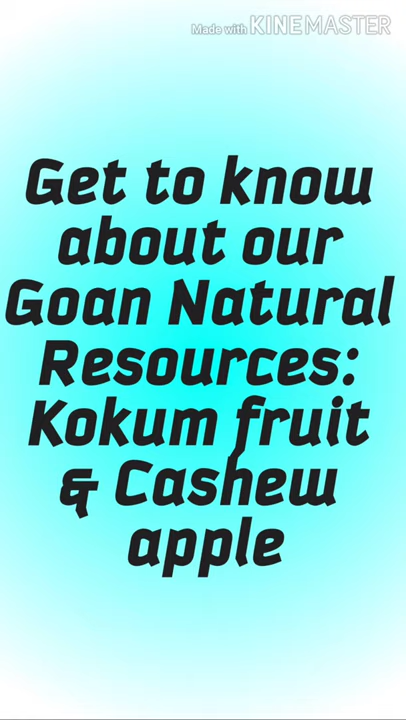 Made with KINEMASTER
Get to know
about our
Goan Natural
Resources:
Kokum fruit
& Cashew
apple